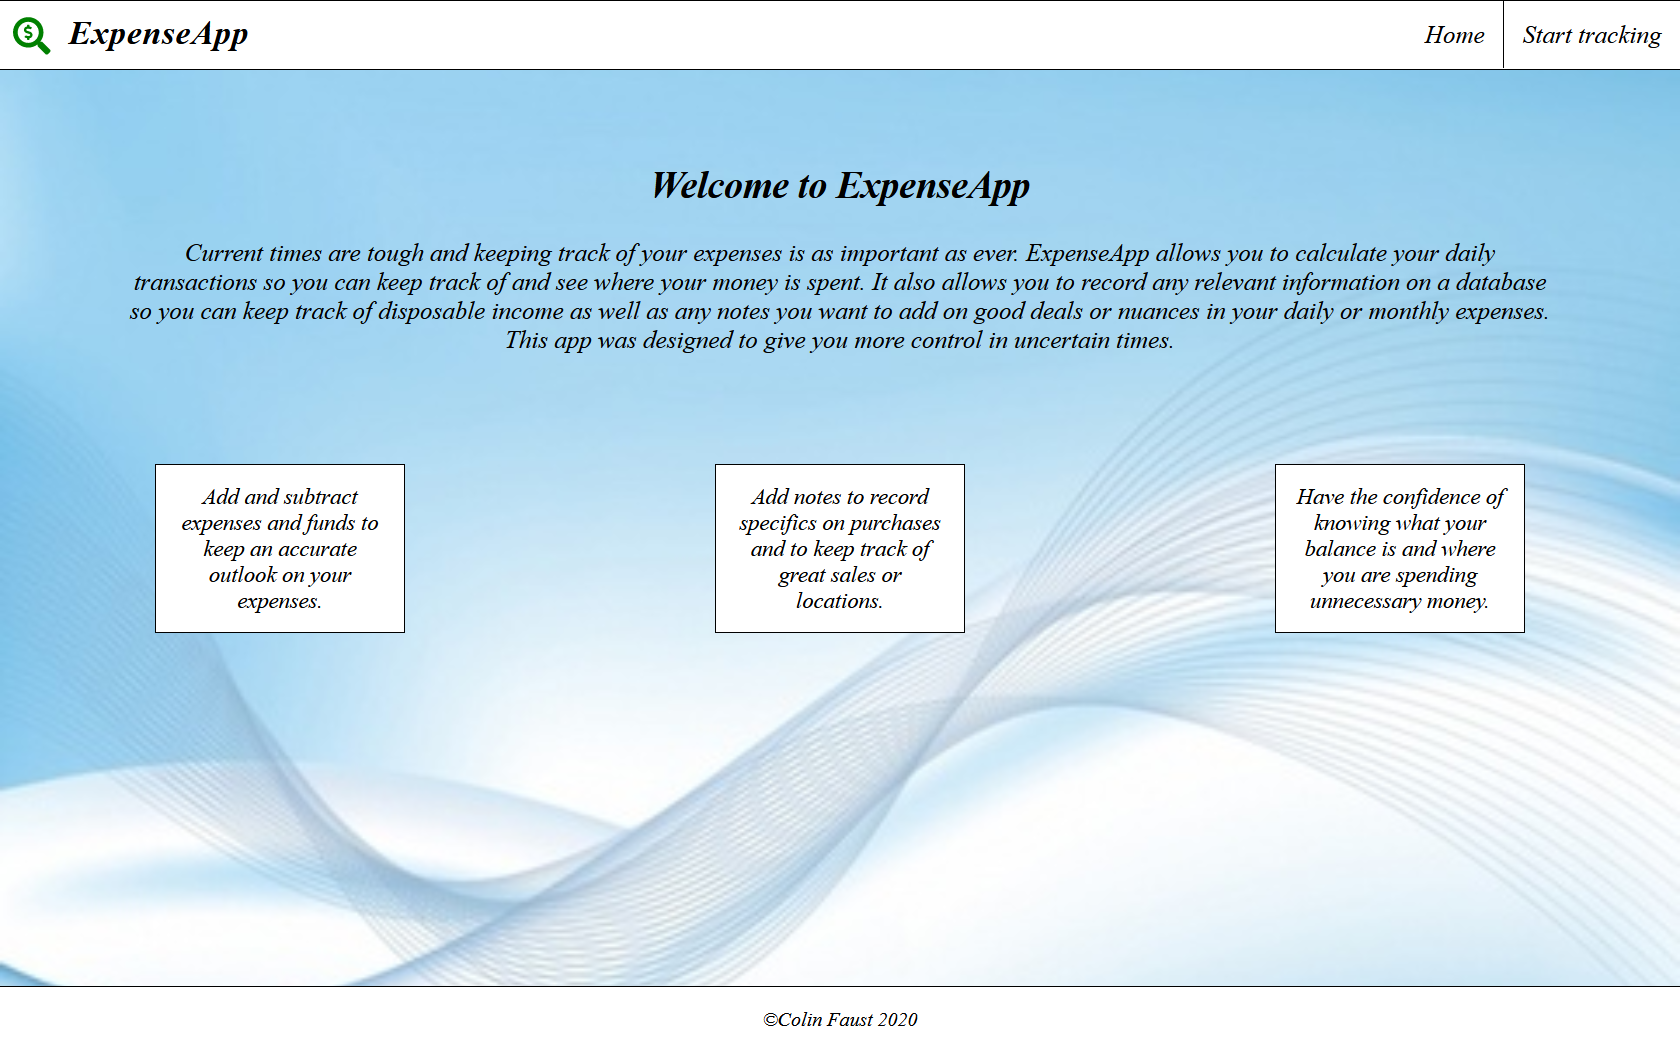 $
ExpenseApp
Home
Start tracking
Welcome to ExpenseApp
Current times are tough and keeping track of your expenses is as important as ever. ExpenseApp allows you to calculate your daily
transactions so you can keep track of and see where your money is spent. It also allows you to record any relevant information on a database
so you can keep track of disposable income as well as any notes you want to add on good deals or nuances in your daily or monthly expenses.
This app was designed to give you more control in uncertain times.
Add and subtract
expenses and funds to
keep an accurate
outlook on your
expenses.
Add notes to record
specifics on purchases
and to keep track of
great sales or
locations.
Have the confidence of
knowing what your
balance is and where
you are spending
unnecessary money.
©Colin Faust 2020